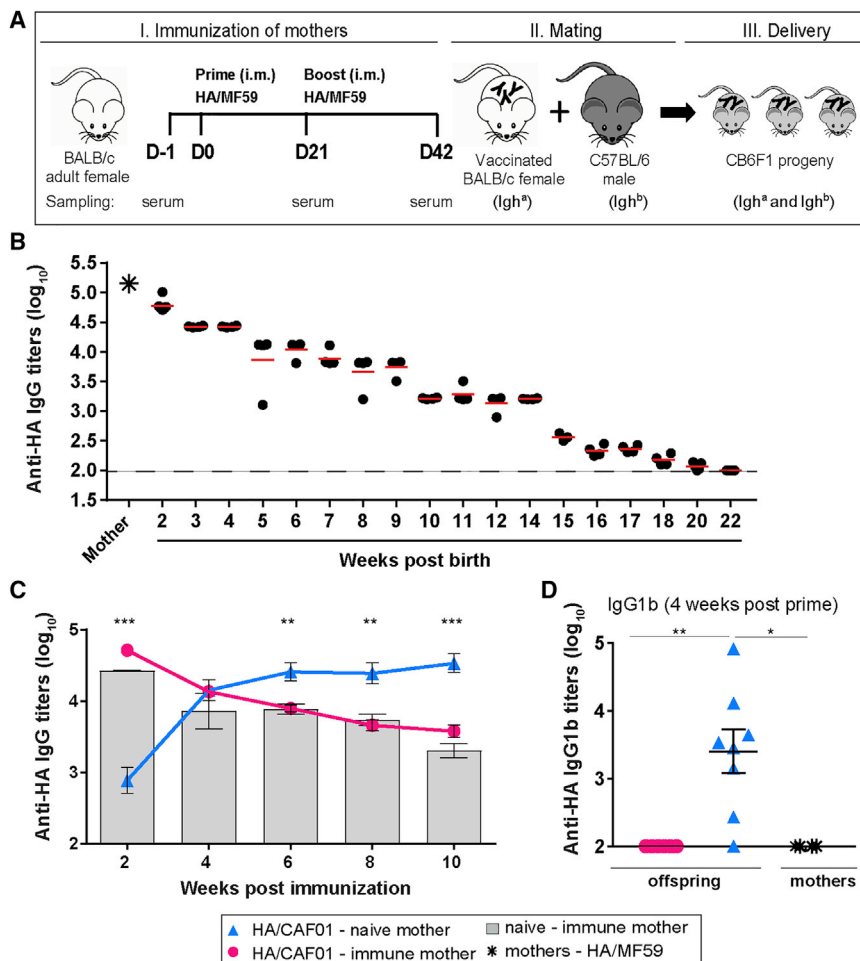 A
I. Immunization of mothers
II. Mating
III. Delivery
Prime (i.m.)
HA/MF59
Boost (i.m.)
HA/MF59
D-1
D0
D21
D42
BALB/c
adult female
Vaccinated
BALB/c female
C57BL/6
male
CB6F1 progeny
Sampling:
serum
serum
serum
(Ighᵃ)
(Ighᵇ)
(Ighᵃ and Ighᵇ)
B
Anti-HA IgG titers (log₁₀)
5.5
5.0
4.5
4.0
3.5
3.0
2.5
2.0
1.5
Mother
2 3 4 5 6 7 8 9 10 11 12 14 15 16 17 18 20 22
Weeks post birth
C
Anti-HA IgG titers (log₁₀)
5
4
3
2
*** ** ** ***
2 4 6 8 10
Weeks post immunization
D
IgG1b (4 weeks post prime)
Anti-HA IgG1b titers (log₁₀)
** *
5
4
3
2
offspring
mothers
HA/CAF01 - naive mother
naive - immune mother
HA/CAF01 - immune mother
mothers - HA/MF59